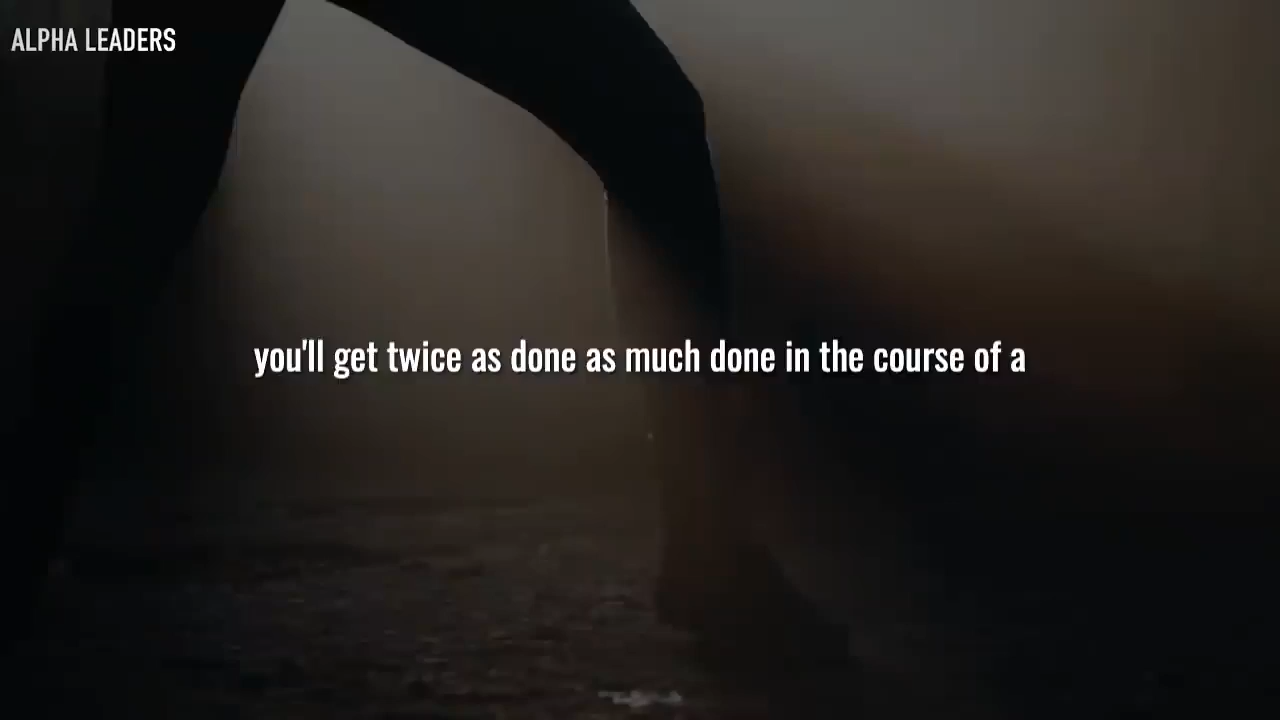 ALPHA LEADERS
you'll get twice as done as much done in the course of a